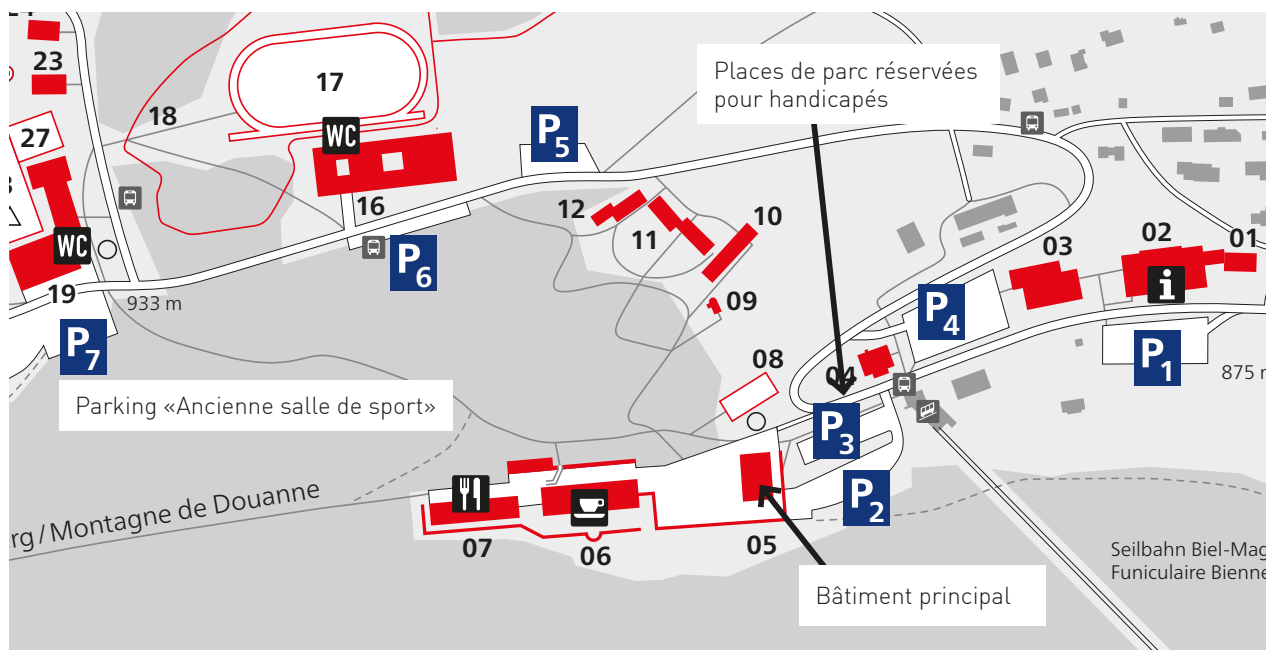 23
17
18
27
WC
P5
Places de parc réservées
pour handicapés
16
12
11
10
WC
P6
19
933 m
09
03
02
01
i
P4
P7
08
04
P1
875 m
Parking «Ancienne salle de sport»
P3
P2
rg / Montagne de Douanne
07
06
05
Seilbahn Biel-Mag
Funiculaire Bienne
Bâtiment principal